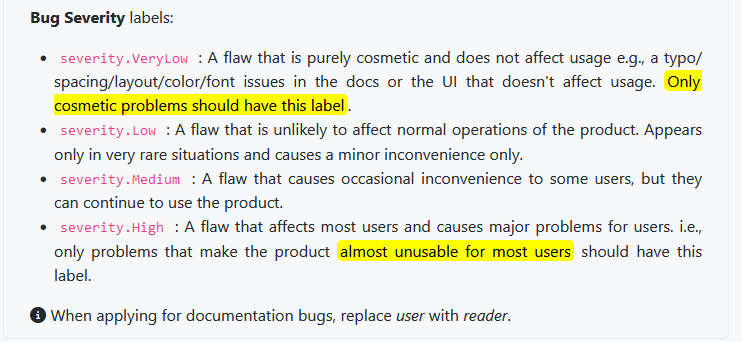 Bug Severity labels:
• severity.VeryLow : A flaw that is purely cosmetic and does not affect usage e.g., a typo/
spacing/layout/color/font issues in the docs or the UI that doesn't affect usage. Only
cosmetic problems should have this label.
• severity.Low : A flaw that is unlikely to affect normal operations of the product. Appears
only in very rare situations and causes a minor inconvenience only.
• severity.Medium : A flaw that causes occasional inconvenience to some users, but they
can continue to use the product.
• severity.High : A flaw that affects most users and causes major problems for users. i.e.,
only problems that make the product almost unusable for most users should have this
label.
When applying for documentation bugs, replace user with reader.